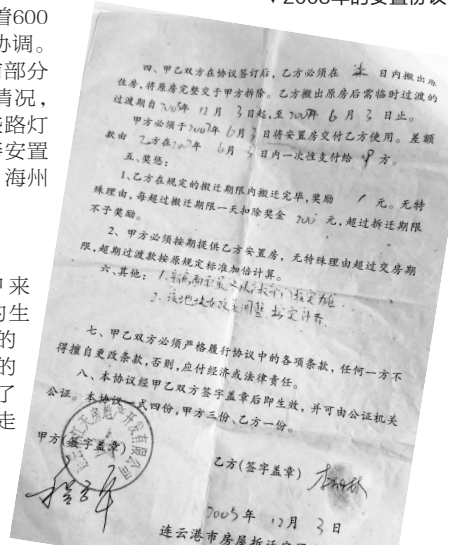 年的安置协议
着600
协调。
部分
情况,
路灯
安置
海州
来
的生
的
的
了
走
四、甲乙双方在协议签订后,乙方必须在 日内搬出
住房,将原房完整交予甲方拆除。乙方搬出原房后需临时过渡的
过渡期自2005年 12 月 3 日起,至2007年 6 月 3 日止。
甲方必须于2007年 6 月 3 日将安置房交付乙方使用。差额
款由 乙方在2007年 6 月 3 日内一次性支付给 甲 方。
五、奖惩:
1、乙方在规定的搬迁期限内搬迁完毕,奖励 / 元。无特
殊理由,每超过搬迁期限一天扣除奖金 200 元,超过拆迁期限
不予奖励。
2、甲方必须按期提供乙方安置房,无特殊理由超过交房期
限,超期过渡款按原规定标准加倍计算。
六、其他:1.
2.
七、甲乙双方必须严格履行协议中的各项条款,任何一方不
得擅自更改条款,否则,应付经济或法律责任。
八、本协议经甲乙双方签字盖章后即生效,并可由公证机关
公证。本协议一式四份,甲方三份、乙方一份。
甲方(签字盖章)
乙方(签字盖章)
2005年 12月 3 日
连云港市房屋拆迁